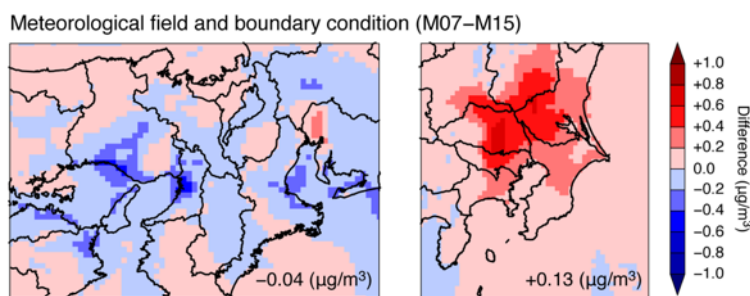 Meteorological field and boundary condition (M07−M15)
−0.04 (μg/m³)
+0.13 (μg/m³)
+1.0
+0.8
+0.6
+0.4
+0.2
0.0
−0.2
−0.4
−0.6
−0.8
−1.0
Difference (μg/m³)